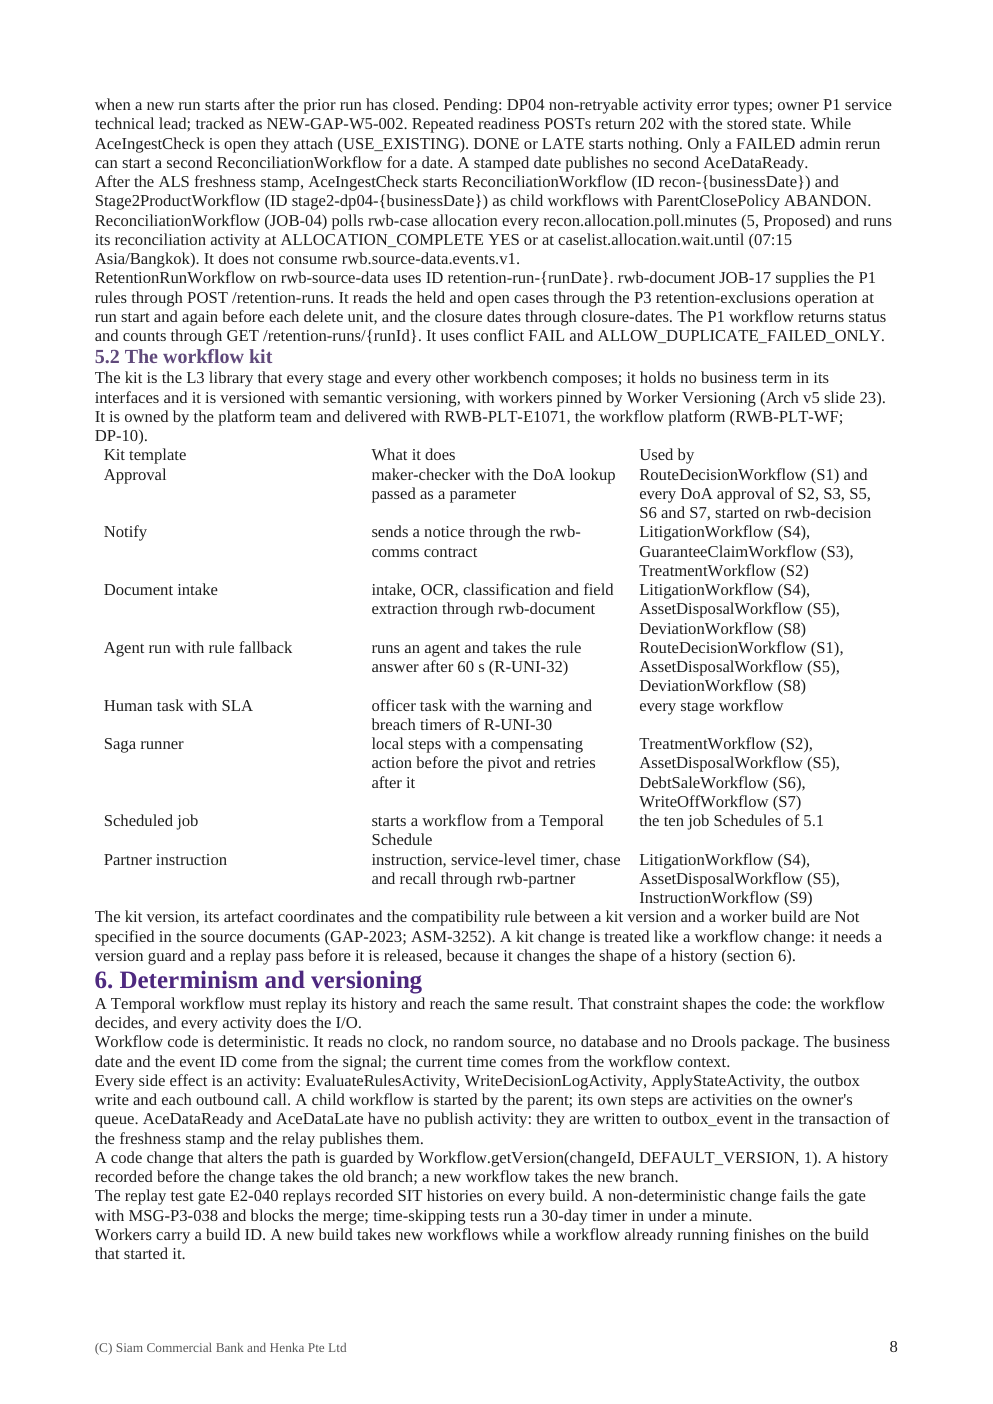 when a new run starts after the prior run has closed. Pending: DP04 non-retryable activity error types; owner P1 service
technical lead; tracked as NEW-GAP-W5-002. Repeated readiness POSTs return 202 with the stored state. While
AceIngestCheck is open they attach (USE_EXISTING). DONE or LATE starts nothing. Only a FAILED admin rerun
can start a second ReconciliationWorkflow for a date. A stamped date publishes no second AceDataReady.
After the ALS freshness stamp, AceIngestCheck starts ReconciliationWorkflow (ID recon-{businessDate}) and
Stage2ProductWorkflow (ID stage2-dp04-{businessDate}) as child workflows with ParentClosePolicy ABANDON.
ReconciliationWorkflow (JOB-04) polls rwb-case allocation every recon.allocation.poll.minutes (5, Proposed) and runs
its reconciliation activity at ALLOCATION_COMPLETE YES or at caselist.allocation.wait.until (07:15
Asia/Bangkok). It does not consume rwb.source-data.events.v1.
RetentionRunWorkflow on rwb-source-data uses ID retention-run-{runDate}. rwb-document JOB-17 supplies the P1
rules through POST /retention-runs. It reads the held and open cases through the P3 retention-exclusions operation at
run start and again before each delete unit, and the closure dates through closure-dates. The P1 workflow returns status
and counts through GET /retention-runs/{runId}. It uses conflict FAIL and ALLOW_DUPLICATE_FAILED_ONLY.
5.2 The workflow kit
The kit is the L3 library that every stage and every other workbench composes; it holds no business term in its
interfaces and it is versioned with semantic versioning, with workers pinned by Worker Versioning (Arch v5 slide 23).
It is owned by the platform team and delivered with RWB-PLT-E1071, the workflow platform (RWB-PLT-WF;
DP-10).
Kit template What it does Used by
Approval maker-checker with the DoA lookup RouteDecisionWorkflow (S1) and
passed as a parameter every DoA approval of S2, S3, S5,
S6 and S7, started on rwb-decision
Notify sends a notice through the rwb- LitigationWorkflow (S4),
comms contract GuaranteeClaimWorkflow (S3),
TreatmentWorkflow (S2)
Document intake intake, OCR, classification and field LitigationWorkflow (S4),
extraction through rwb-document AssetDisposalWorkflow (S5),
DeviationWorkflow (S8)
Agent run with rule fallback runs an agent and takes the rule RouteDecisionWorkflow (S1),
answer after 60 s (R-UNI-32) AssetDisposalWorkflow (S5),
DeviationWorkflow (S8)
Human task with SLA officer task with the warning and every stage workflow
breach timers of R-UNI-30
Saga runner local steps with a compensating TreatmentWorkflow (S2),
action before the pivot and retries AssetDisposalWorkflow (S5),
after it DebtSaleWorkflow (S6),
WriteOffWorkflow (S7)
Scheduled job starts a workflow from a Temporal the ten job Schedules of 5.1
Schedule
Partner instruction instruction, service-level timer, chase LitigationWorkflow (S4),
and recall through rwb-partner AssetDisposalWorkflow (S5),
InstructionWorkflow (S9)
The kit version, its artefact coordinates and the compatibility rule between a kit version and a worker build are Not
specified in the source documents (GAP-2023; ASM-3252). A kit change is treated like a workflow change: it needs a
version guard and a replay pass before it is released, because it changes the shape of a history (section 6).
6. Determinism and versioning
A Temporal workflow must replay its history and reach the same result. That constraint shapes the code: the workflow
decides, and every activity does the I/O.
Workflow code is deterministic. It reads no clock, no random source, no database and no Drools package. The business
date and the event ID come from the signal; the current time comes from the workflow context.
Every side effect is an activity: EvaluateRulesActivity, WriteDecisionLogActivity, ApplyStateActivity, the outbox
write and each outbound call. A child workflow is started by the parent; its own steps are activities on the owner's
queue. AceDataReady and AceDataLate have no publish activity: they are written to outbox_event in the transaction of
the freshness stamp and the relay publishes them.
A code change that alters the path is guarded by Workflow.getVersion(changeId, DEFAULT_VERSION, 1). A history
recorded before the change takes the old branch; a new workflow takes the new branch.
The replay test gate E2-040 replays recorded SIT histories on every build. A non-deterministic change fails the gate
with MSG-P3-038 and blocks the merge; time-skipping tests run a 30-day timer in under a minute.
Workers carry a build ID. A new build takes new workflows while a workflow already running finishes on the build
that started it.
(C) Siam Commercial Bank and Henka Pte Ltd 8